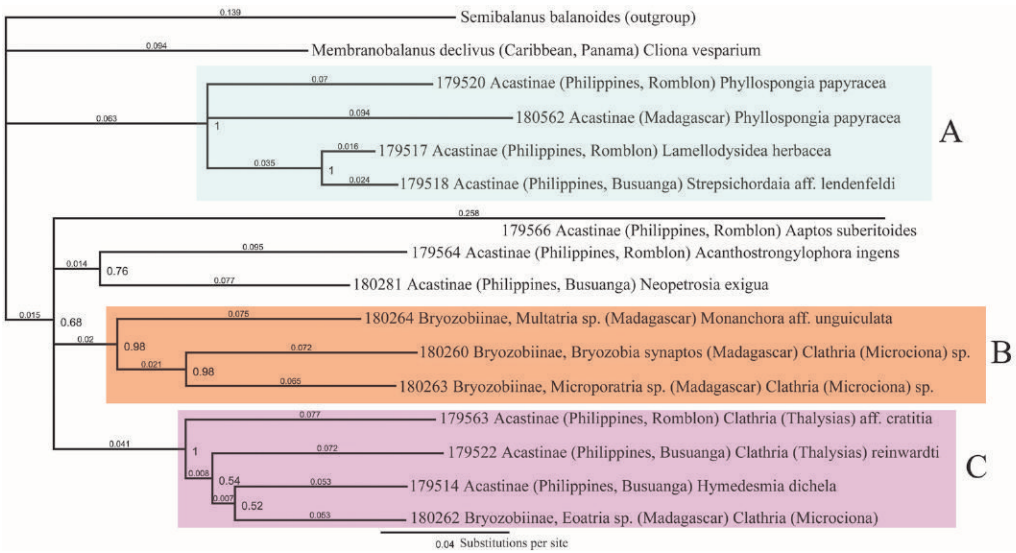 0.139
Semibalanus balanoides (outgroup)
0.094
Membranobalanus declivus (Caribbean, Panama) Cliona vesparium
0.07
179520 Acastinae (Philippines, Romblon) Phyllospongia papyracea
0.063
1
0.094
180562 Acastinae (Madagascar) Phyllospongia papyracea
A
0.016
179517 Acastinae (Philippines, Romblon) Lamellodysidea herbacea
0.035
1
0.024
179518 Acastinae (Philippines, Busuanga) Strepsichordaia aff. lendenfeldi
0.258
179566 Acastinae (Philippines, Romblon) Aaptos suberitoides
0.095
179564 Acastinae (Philippines, Romblon) Acanthostrongylophora ingens
0.014
0.76
0.077
180281 Acastinae (Philippines, Busuanga) Neopetrosia exigua
0.015
0.68
0.075
180264 Bryozobiinae, Multatria sp. (Madagascar) Monanchora aff. unguiculata
0.02
0.98
0.072
180260 Bryozobiinae, Bryozobia synaptos (Madagascar) Clathria (Microciona) sp.
B
0.021
0.98
0.065
180263 Bryozobiinae, Microporatria sp. (Madagascar) Clathria (Microciona) sp.
0.077
179563 Acastinae (Philippines, Romblon) Clathria (Thalysias) aff. cratitia
0.041
1
0.072
179522 Acastinae (Philippines, Busuanga) Clathria (Thalysias) reinwardti
C
0.008
0.54
0.053
179514 Acastinae (Philippines, Busuanga) Hymedesmia dichela
0.007
0.52
0.053
180262 Bryozobiinae, Eoatria sp. (Madagascar) Clathria (Microciona)
0.04 Substitutions per site